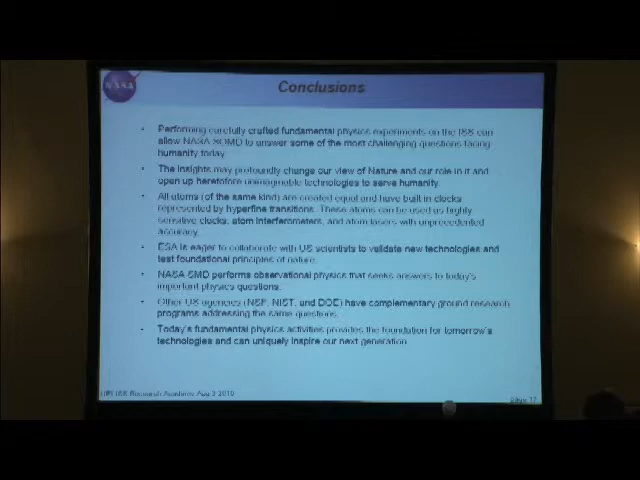 NASA
Conclusions
• Performing carefully crafted fundamental physics experiments on the ISS can
allow NASA to answer some of the most challenging questions facing
humanity today.
• The insights may profoundly change our view of Nature and our role in it and
open up heretofore unimaginable technologies to serve humanity.
• All atoms (of the same kind) are created equal and have built in clocks
represented by hyperfine transitions. These atoms can be used as highly
sensitive clocks, atom interferometers, and atom lasers with unprecedented
accuracy.
• ESA is eager to collaborate with US scientists to validate new technologies and
test foundational principles of nature.
• NASA SMD performs observational physics that seeks answers to today's
important physics questions.
• Other US agencies (NSF, NIST, and DOE) have complementary ground research
programs addressing the same questions.
• Today's fundamental physics activities provides the foundation for tomorrow's
technologies and can uniquely inspire our next generation.
ISS Research Academy Aug 3 2010
page 17